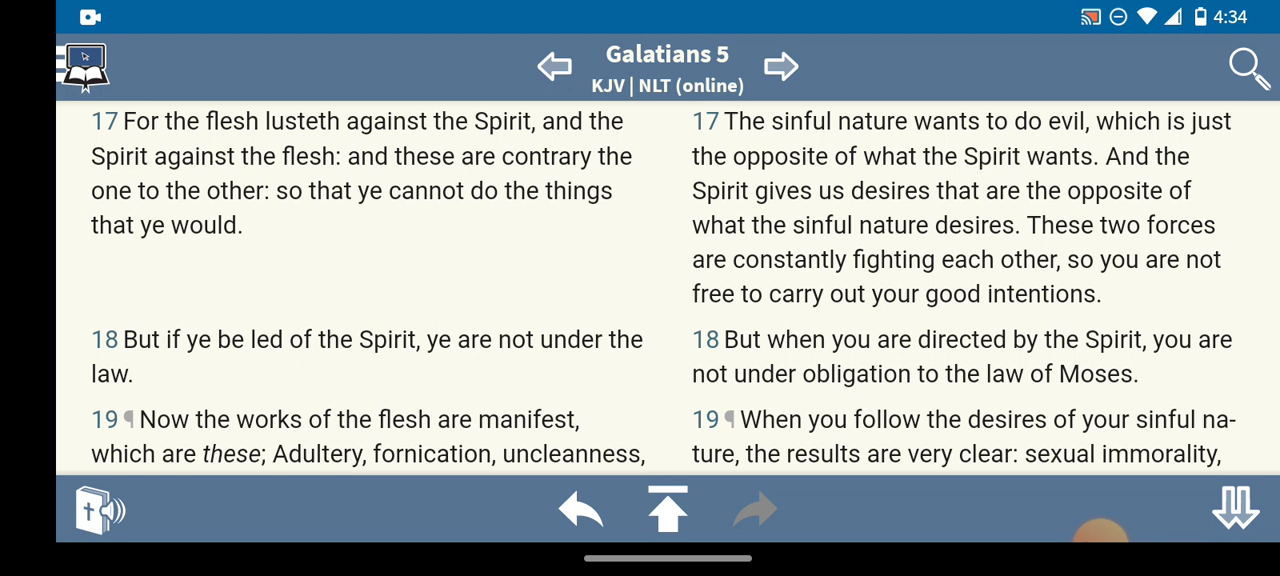 4:34
Galatians 5
KJV | NLT (online)
17 For the flesh lusteth against the Spirit, and the
Spirit against the flesh: and these are contrary the
one to the other: so that ye cannot do the things
that ye would.
18 But if ye be led of the Spirit, ye are not under the
law.
19 ¶ Now the works of the flesh are manifest,
which are these; Adultery, fornication, uncleanness,
17 The sinful nature wants to do evil, which is just
the opposite of what the Spirit wants. And the
Spirit gives us desires that are the opposite of
what the sinful nature desires. These two forces
are constantly fighting each other, so you are not
free to carry out your good intentions.
18 But when you are directed by the Spirit, you are
not under obligation to the law of Moses.
19 ¶ When you follow the desires of your sinful na-
ture, the results are very clear: sexual immorality,